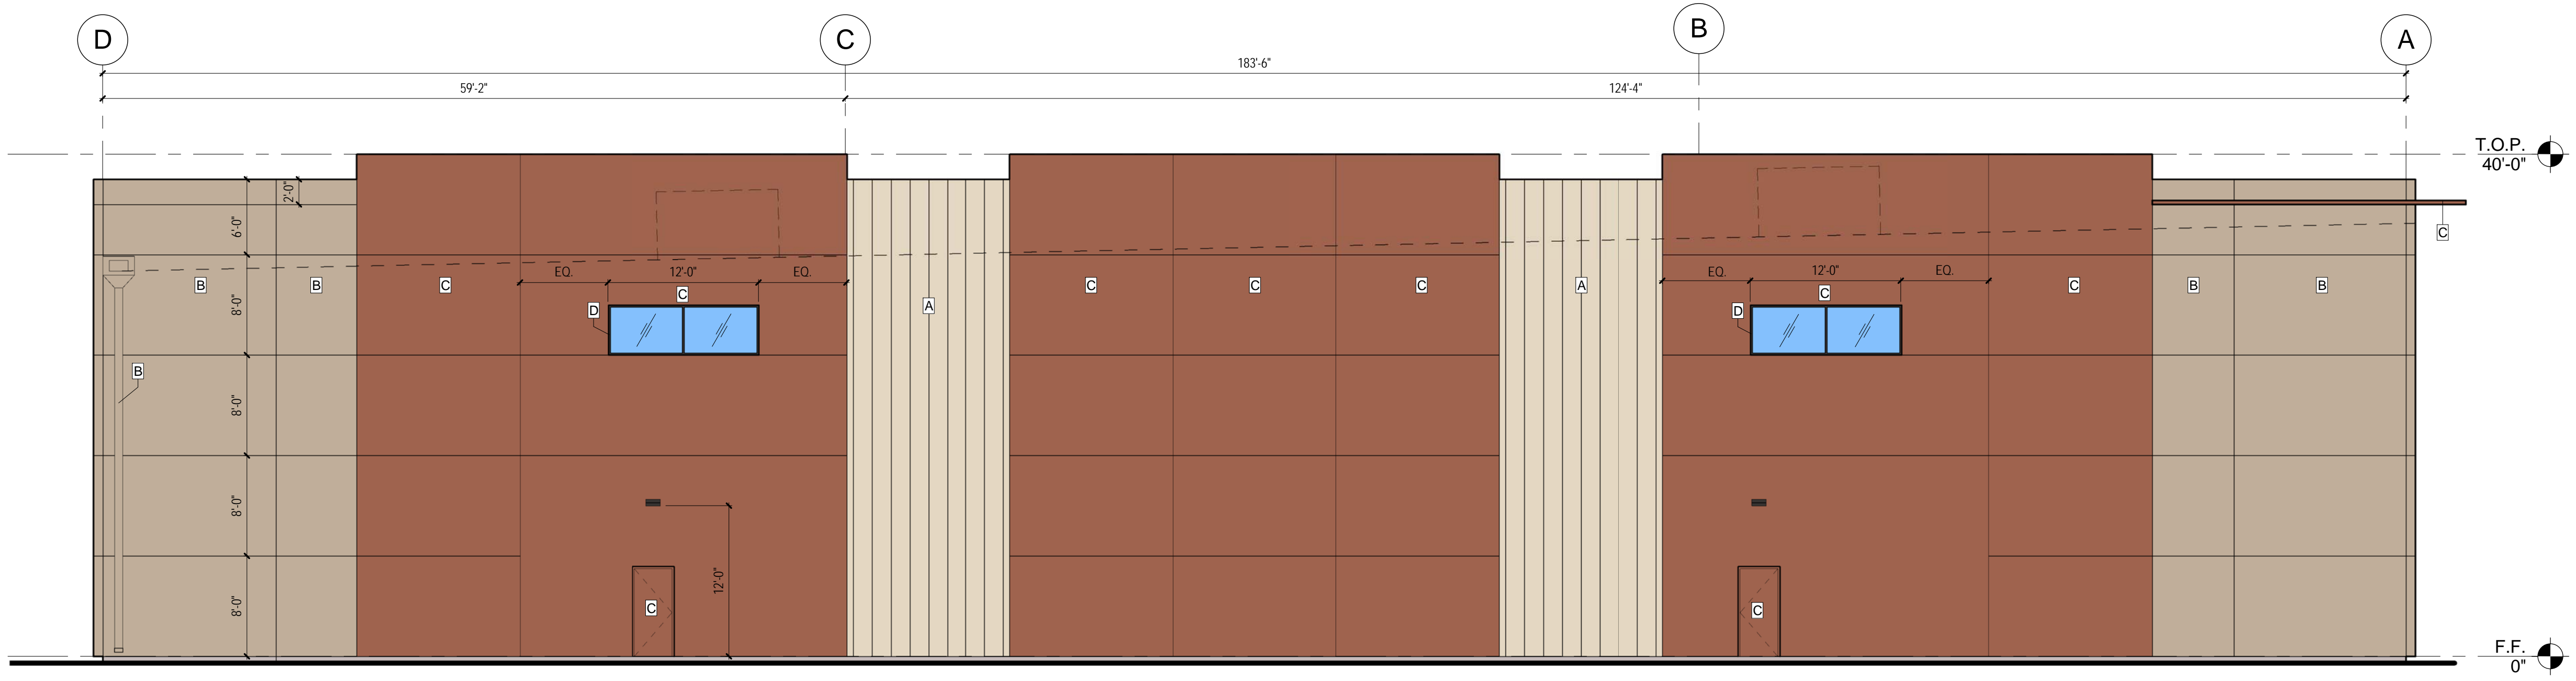 D
C
B
A
183'-6"
59'-2"
124'-4"
T.O.P.
40'-0"
2'-0"
6'-0"
C
EQ.
12'-0"
EQ.
EQ.
12'-0"
EQ.
B
B
C
C
A
C
C
C
A
C
C
B
B
8'-0"
D
D
B
8'-0"
8'-0"
12'-0"
8'-0"
C
C
F.F.
0"